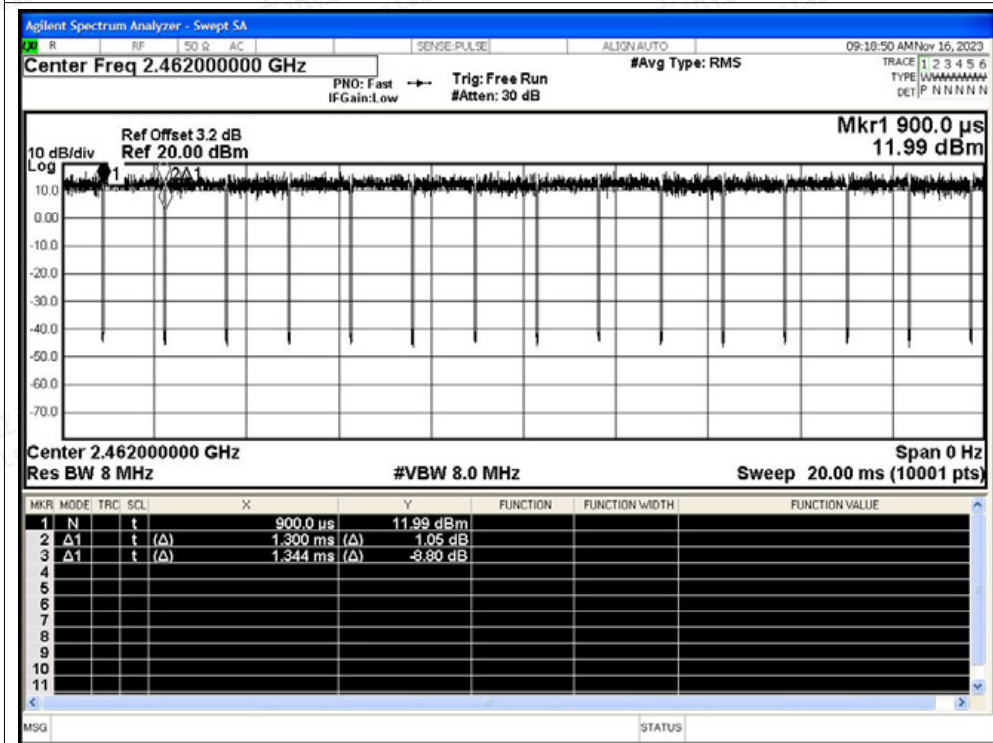 Agilent Spectrum Analyzer - Swept SA
R RF 50 Ω AC SENSE:PULSE ALIGN AUTO 09:18:50 AM Nov 16, 2023
Center Freq 2.462000000 GHz #Avg Type: RMS TRACE 1 2 3 4 5 6
PNO: Fast Trig: Free Run TYPE W
IFGain:Low #Atten: 30 dB DET P N N N N N
Mkr1 900.0 µs
Ref Offset 3.2 dB
10 dB/div Ref 20.00 dBm 11.99 dBm
Log
1 2Δ1
10.0
0.00
-10.0
-20.0
-30.0
-40.0
-50.0
-60.0
-70.0
Center 2.462000000 GHz Span 0 Hz
Res BW 8 MHz #VBW 8.0 MHz Sweep 20.00 ms (10001 pts)
MKR MODE TRC SCL X Y FUNCTION FUNCTION WIDTH FUNCTION VALUE
1 N t 900.0 µs 11.99 dBm
2 Δ1 t (Δ) 1.300 ms (Δ) 1.05 dB
3 Δ1 t (Δ) 1.344 ms (Δ) -8.80 dB
4
5
6
7
8
9
10
11
MSG STATUS